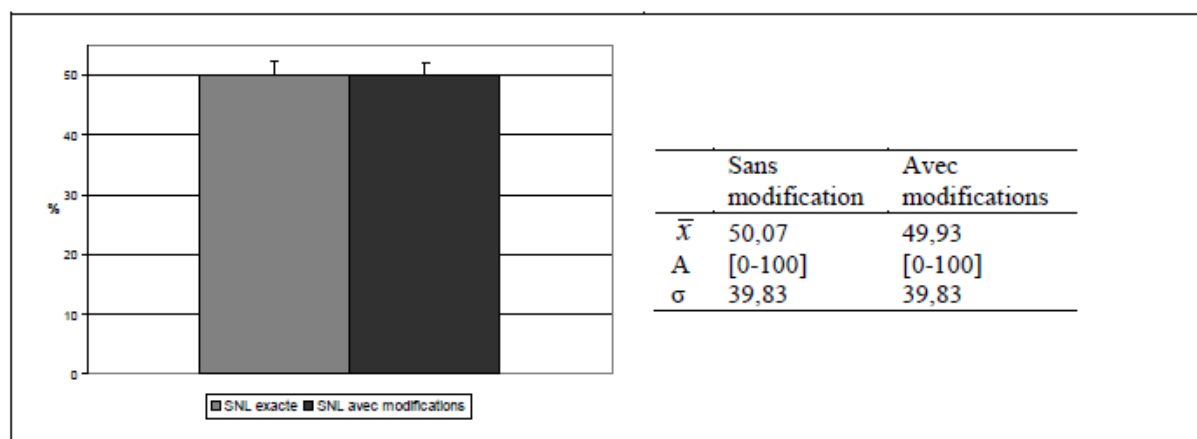 50
40
30
%
20
10
0
SNL exacte SNL avec modifications
Sans Avec
modification modifications
x̅ 50,07 49,93
A [0-100] [0-100]
σ 39,83 39,83